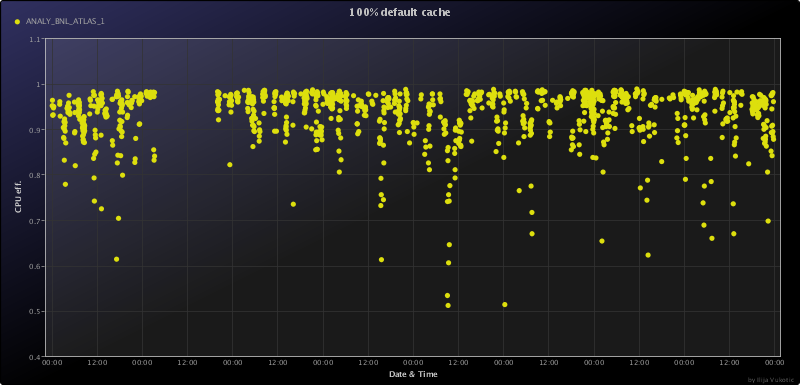 100% default cache
ANALY_BNL_ATLAS_1
1.1
1
0.9
0.8
0.7
0.6
0.5
0.4
CPU eff.
00:00 12:00 00:00 12:00 00:00 12:00 00:00 12:00 00:00 12:00 00:00 12:00 00:00 12:00 00:00 12:00 00:00
Date & Time
by Ilija Vukotic